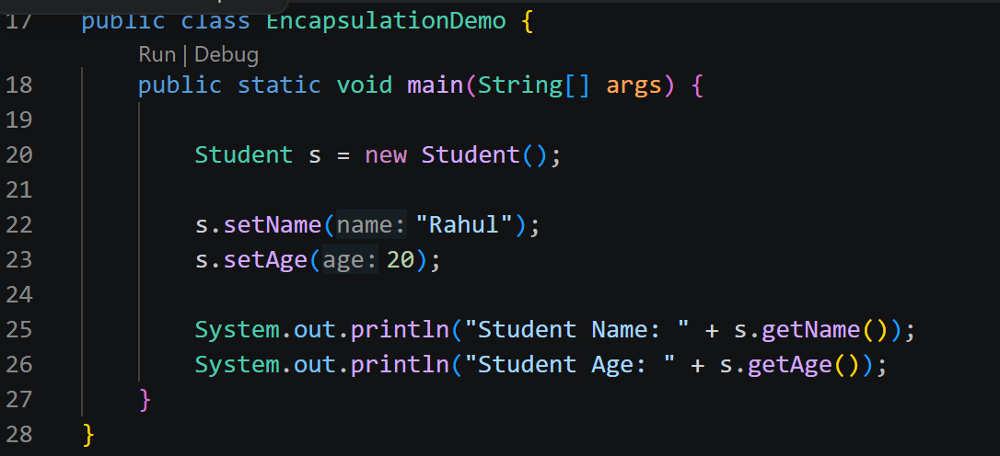 17 public class EncapsulationDemo {
Run | Debug
18 public static void main(String[] args) {
19
20 Student s = new Student();
21
22 s.setName(name: "Rahul");
23 s.setAge(age: 20);
24
25 System.out.println("Student Name: " + s.getName());
26 System.out.println("Student Age: " + s.getAge());
27 }
28 }